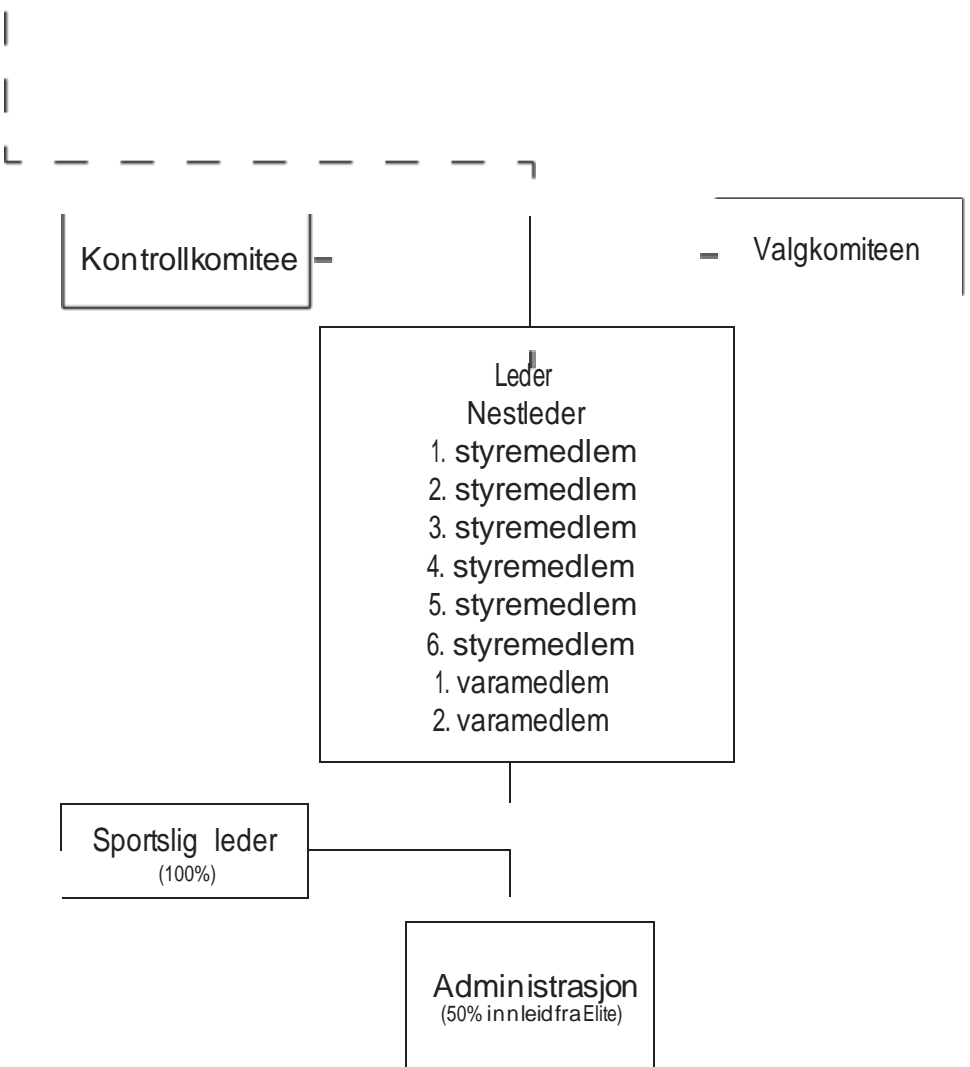 Kontrollkomitee
Valgkomiteen
Leder
Nestleder
1. styremedlem
2. styremedlem
3. styremedlem
4. styremedlem
5. styremedlem
6. styremedlem
1. varamedlem
2. varamedlem
Sportslig leder
(100%)
Administrasjon
(50% innleid fra Elite)